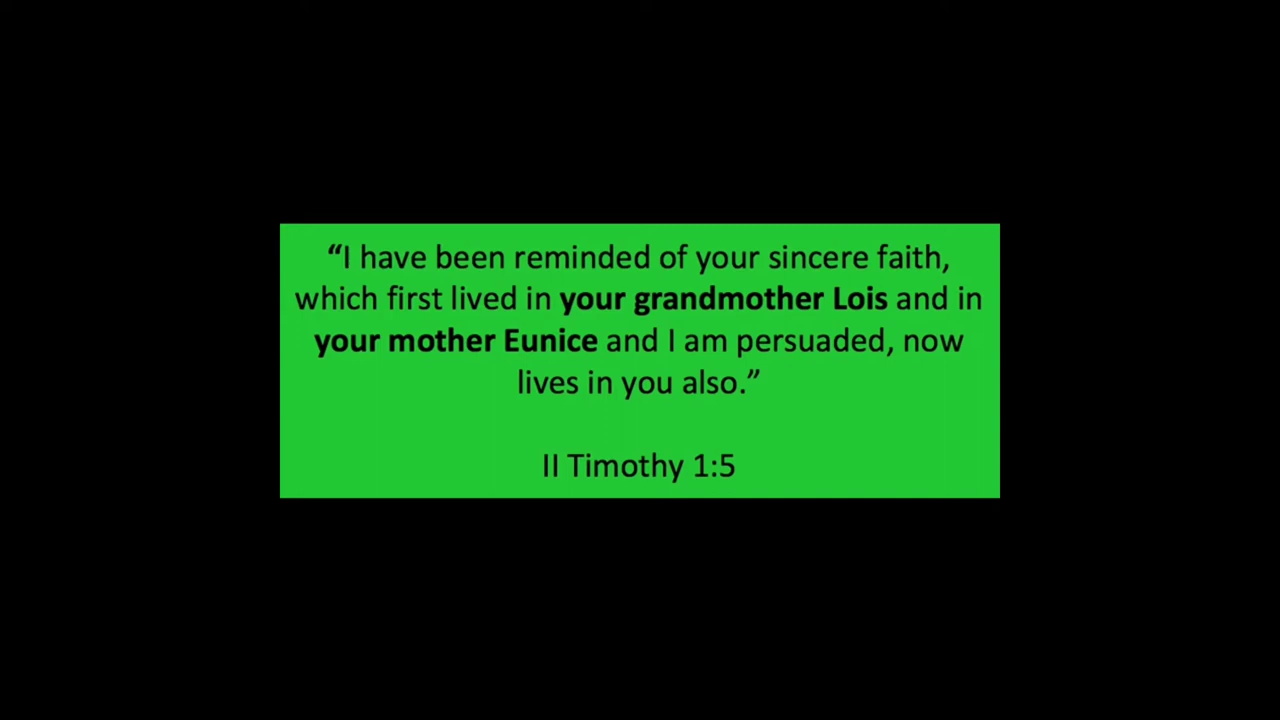 “I have been reminded of your sincere faith,
which first lived in your grandmother Lois and in
your mother Eunice and I am persuaded, now
lives in you also.”
II Timothy 1:5